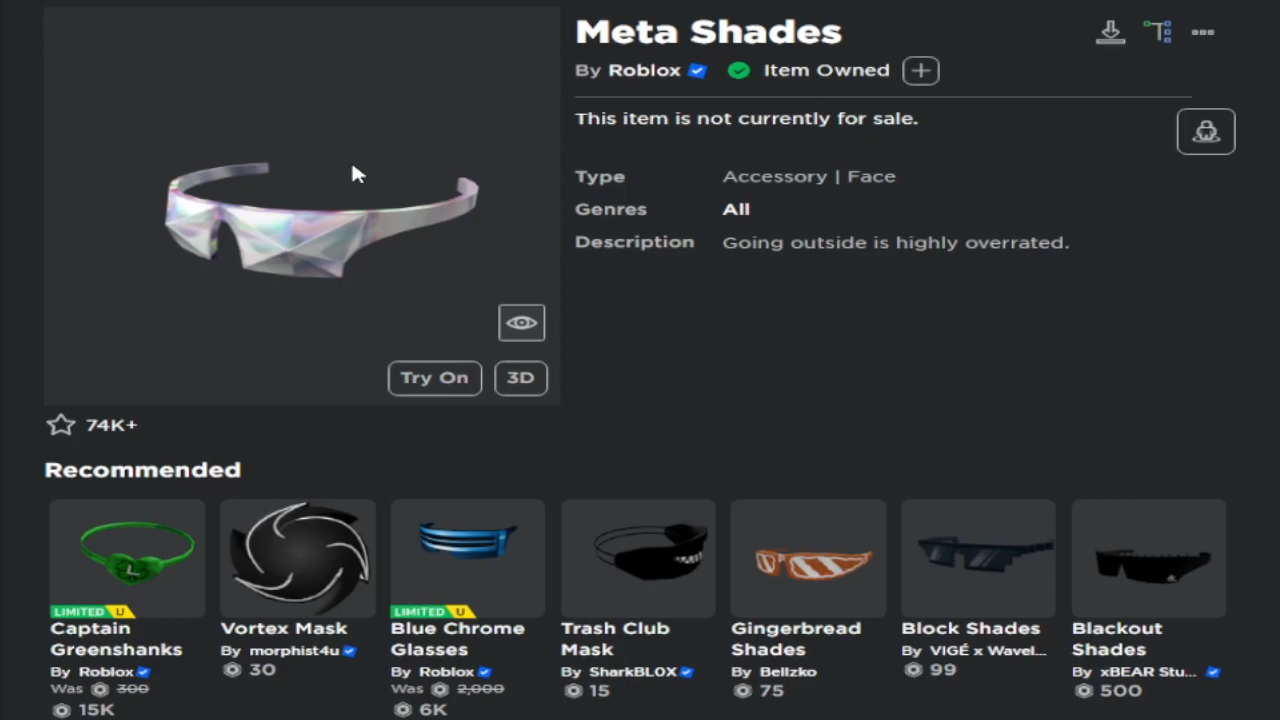 Meta Shades
By Roblox Item Owned
This item is not currently for sale.
Type Accessory | Face
Genres All
Description Going outside is highly overrated.
Try On 3D
74K+
Recommended
LIMITED U
Captain Greenshanks
By Roblox
Was 300
15K
Vortex Mask
By morphist4u
30
LIMITED U
Blue Chrome Glasses
By Roblox
Was 2,000
6K
Trash Club Mask
By SharkBLOX
15
Gingerbread Shades
By Bellzko
75
Block Shades
By VIGÉ x Wavel...
99
Blackout Shades
By xBEAR Stu...
500